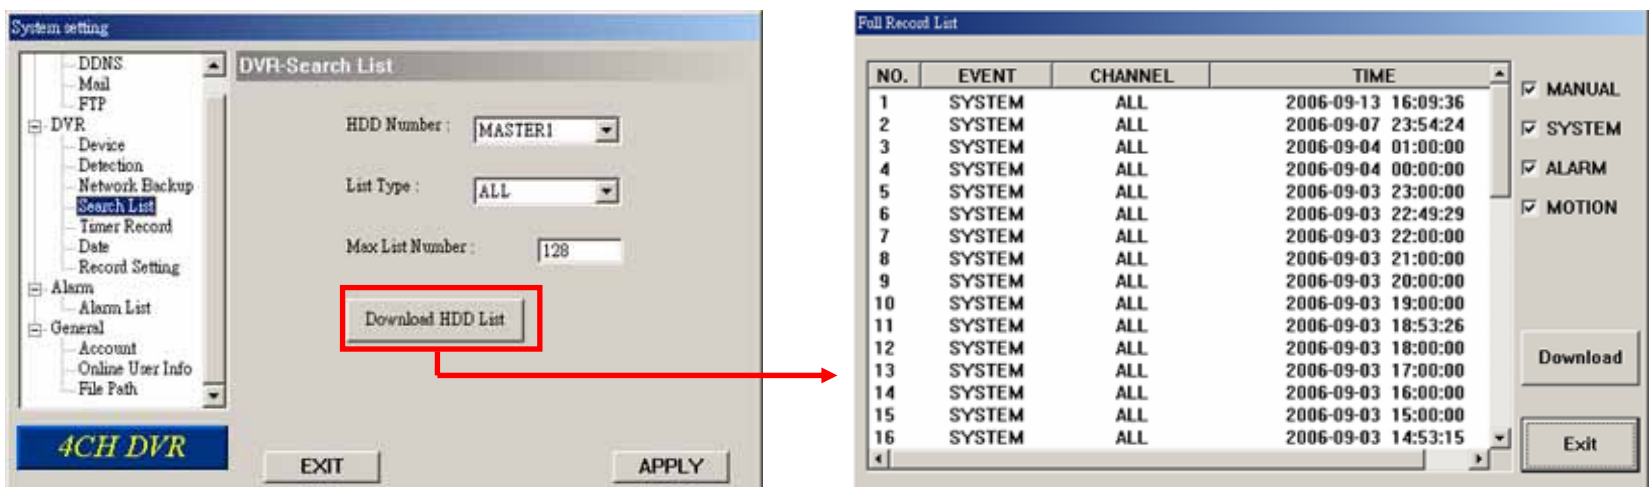 System setting
DDNS
Mail
FTP
DVR
Device
Detection
Network Backup
Search List
Timer Record
Date
Record Setting
Alarm
Alarm List
General
Account
Online User Info
File Path
4CH DVR
DVR-Search List
HDD Number : MASTER1
List Type : ALL
Max List Number : 128
Download HDD List
EXIT APPLY
Full Record List
NO. EVENT CHANNEL TIME
1 SYSTEM ALL 2006-09-13 16:09:36
2 SYSTEM ALL 2006-09-07 23:54:24
3 SYSTEM ALL 2006-09-04 01:00:00
4 SYSTEM ALL 2006-09-04 00:00:00
5 SYSTEM ALL 2006-09-03 23:00:00
6 SYSTEM ALL 2006-09-03 22:49:29
7 SYSTEM ALL 2006-09-03 22:00:00
8 SYSTEM ALL 2006-09-03 21:00:00
9 SYSTEM ALL 2006-09-03 20:00:00
10 SYSTEM ALL 2006-09-03 19:00:00
11 SYSTEM ALL 2006-09-03 18:53:26
12 SYSTEM ALL 2006-09-03 18:00:00
13 SYSTEM ALL 2006-09-03 17:00:00
14 SYSTEM ALL 2006-09-03 16:00:00
15 SYSTEM ALL 2006-09-03 15:00:00
16 SYSTEM ALL 2006-09-03 14:53:15
MANUAL
SYSTEM
ALARM
MOTION
Download
Exit